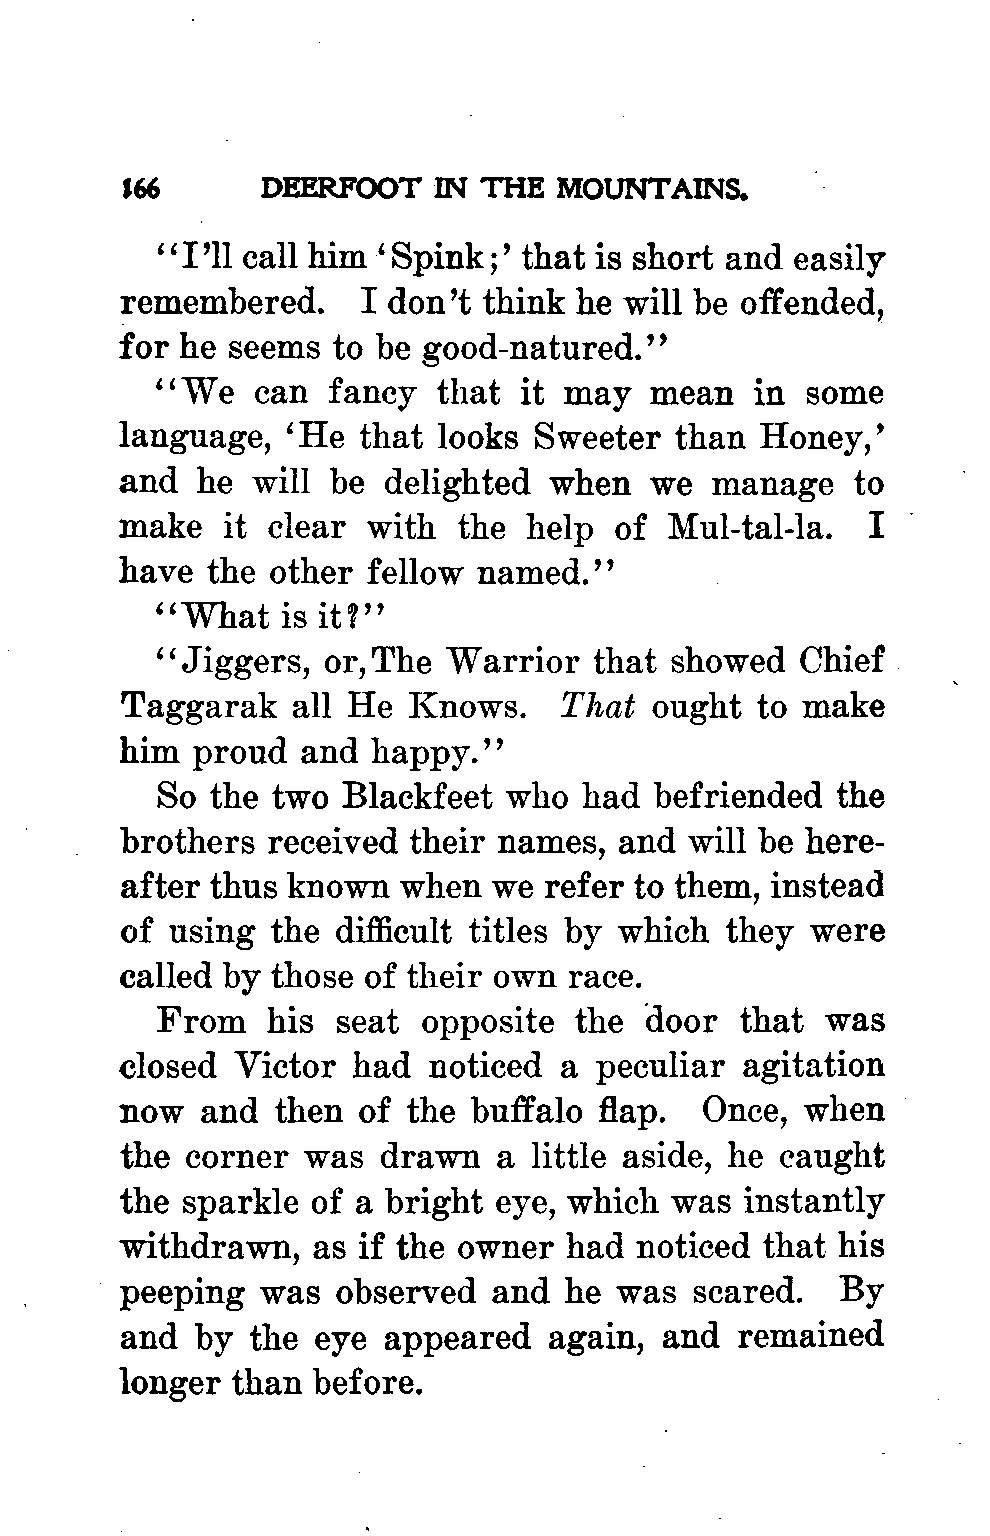 166 DEERFOOT IN THE MOUNTAINS.
"I'll call him 'Spink;' that is short and easily
remembered. I don't think he will be offended,
for he seems to be good-natured."
"We can fancy that it may mean in some
language, 'He that looks Sweeter than Honey,'
and he will be delighted when we manage to
make it clear with the help of Mul-tal-la. I
have the other fellow named."
"What is it?"
"Jiggers, or, The Warrior that showed Chief
Taggarak all He Knows. That ought to make
him proud and happy."
So the two Blackfeet who had befriended the
brothers received their names, and will be here-
after thus known when we refer to them, instead
of using the difficult titles by which they were
called by those of their own race.
From his seat opposite the door that was
closed Victor had noticed a peculiar agitation
now and then of the buffalo flap. Once, when
the corner was drawn a little aside, he caught
the sparkle of a bright eye, which was instantly
withdrawn, as if the owner had noticed that his
peeping was observed and he was scared. By
and by the eye appeared again, and remained
longer than before.